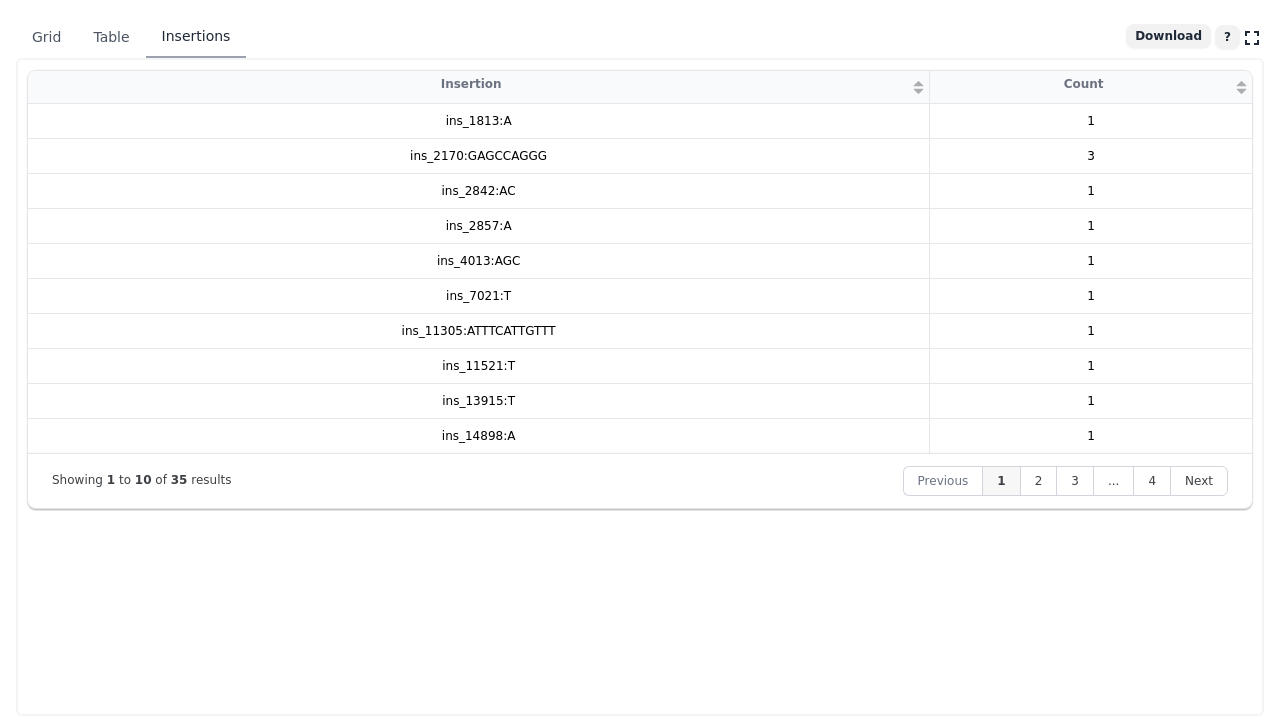 Grid Table Insertions Download ?
Insertion Count
ins_1813:A 1
ins_2170:GAGCCAGGG 3
ins_2842:AC 1
ins_2857:A 1
ins_4013:AGC 1
ins_7021:T 1
ins_11305:ATTTCATTGTTT 1
ins_11521:T 1
ins_13915:T 1
ins_14898:A 1
Showing 1 to 10 of 35 results Previous 1 2 3 ... 4 Next